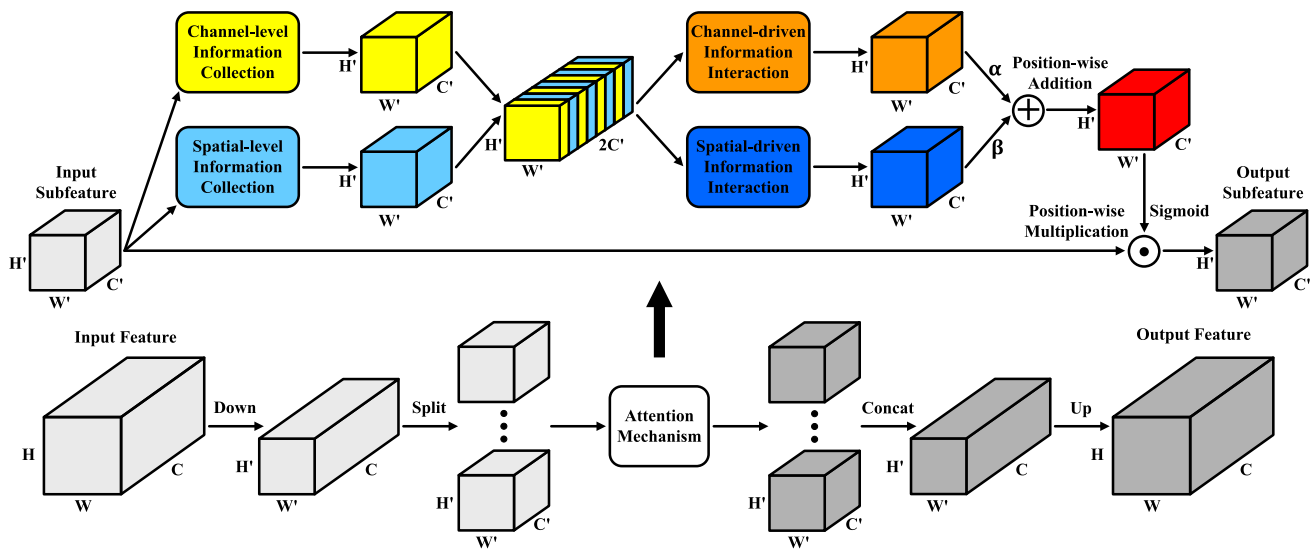 Channel-level
Information
Collection
H'
W'
C'
Channel-driven
Information
Interaction
H'
W'
C'
α
Position-wise
Addition
H'
W'
C'
H'
W'
2C'
Spatial-level
Information
Collection
H'
W'
C'
Spatial-driven
Information
Interaction
H'
W'
C'
β
Input
Subfeature
H'
W'
C'
Position-wise
Multiplication
Sigmoid
Output
Subfeature
H'
W'
C'
Input Feature
H
W
C
Down
H'
W'
C
Split
H'
W'
C'
Attention
Mechanism
H'
W'
C'
Concat
H'
W'
C
Up
Output Feature
H
W
C